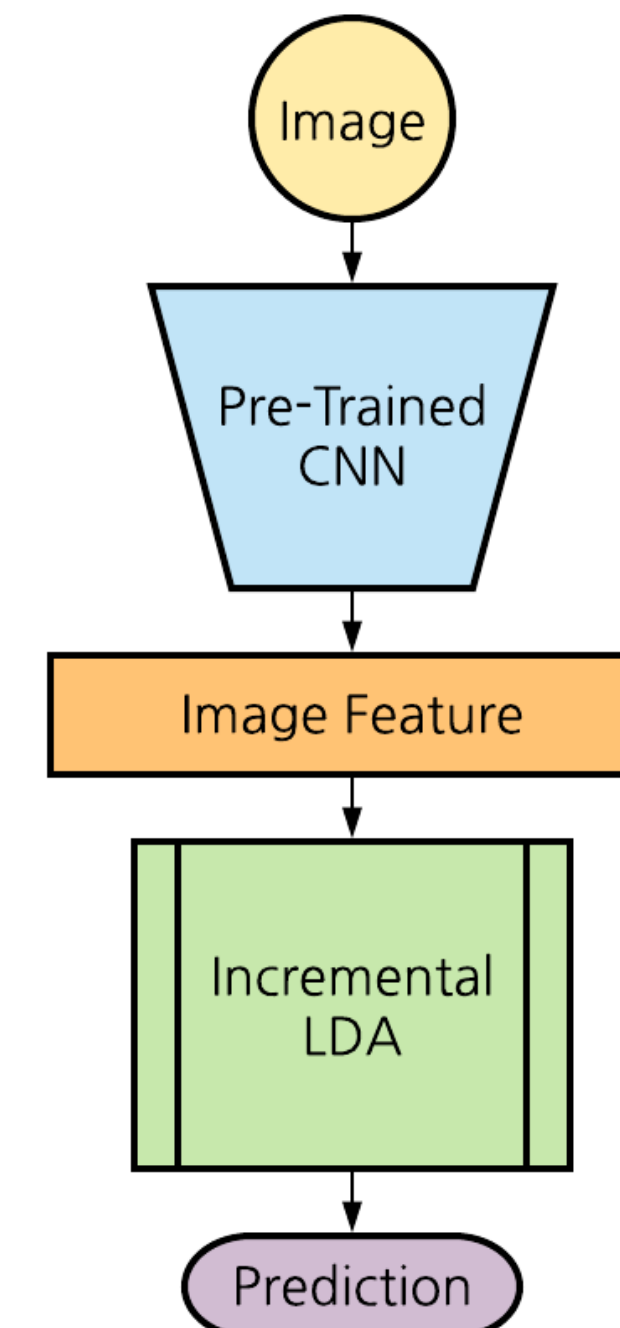 Image
Pre-Trained
CNN
Image Feature
Incremental
LDA
Prediction